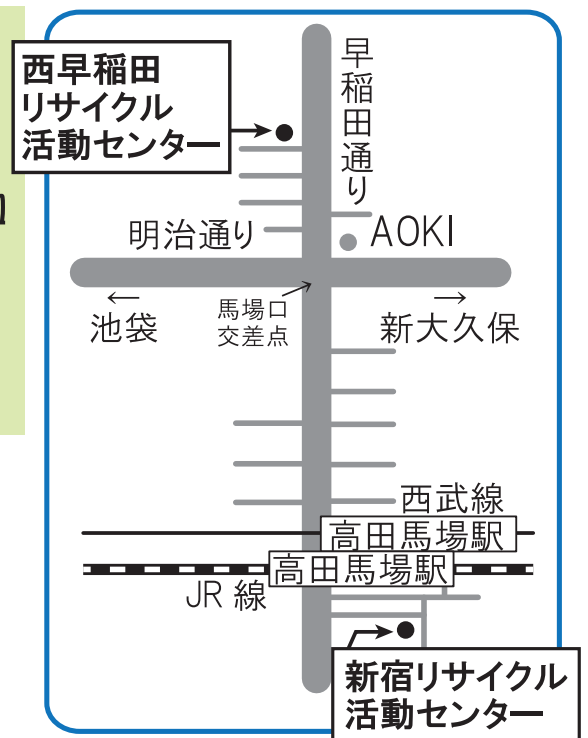 西早稲田
リサイクル
活動センター
早稲田通り
明治通り
AOKI
←
池袋
馬場口
交差点
→
新大久保
西武線
高田馬場駅
高田馬場駅
JR 線
新宿リサイクル
活動センター